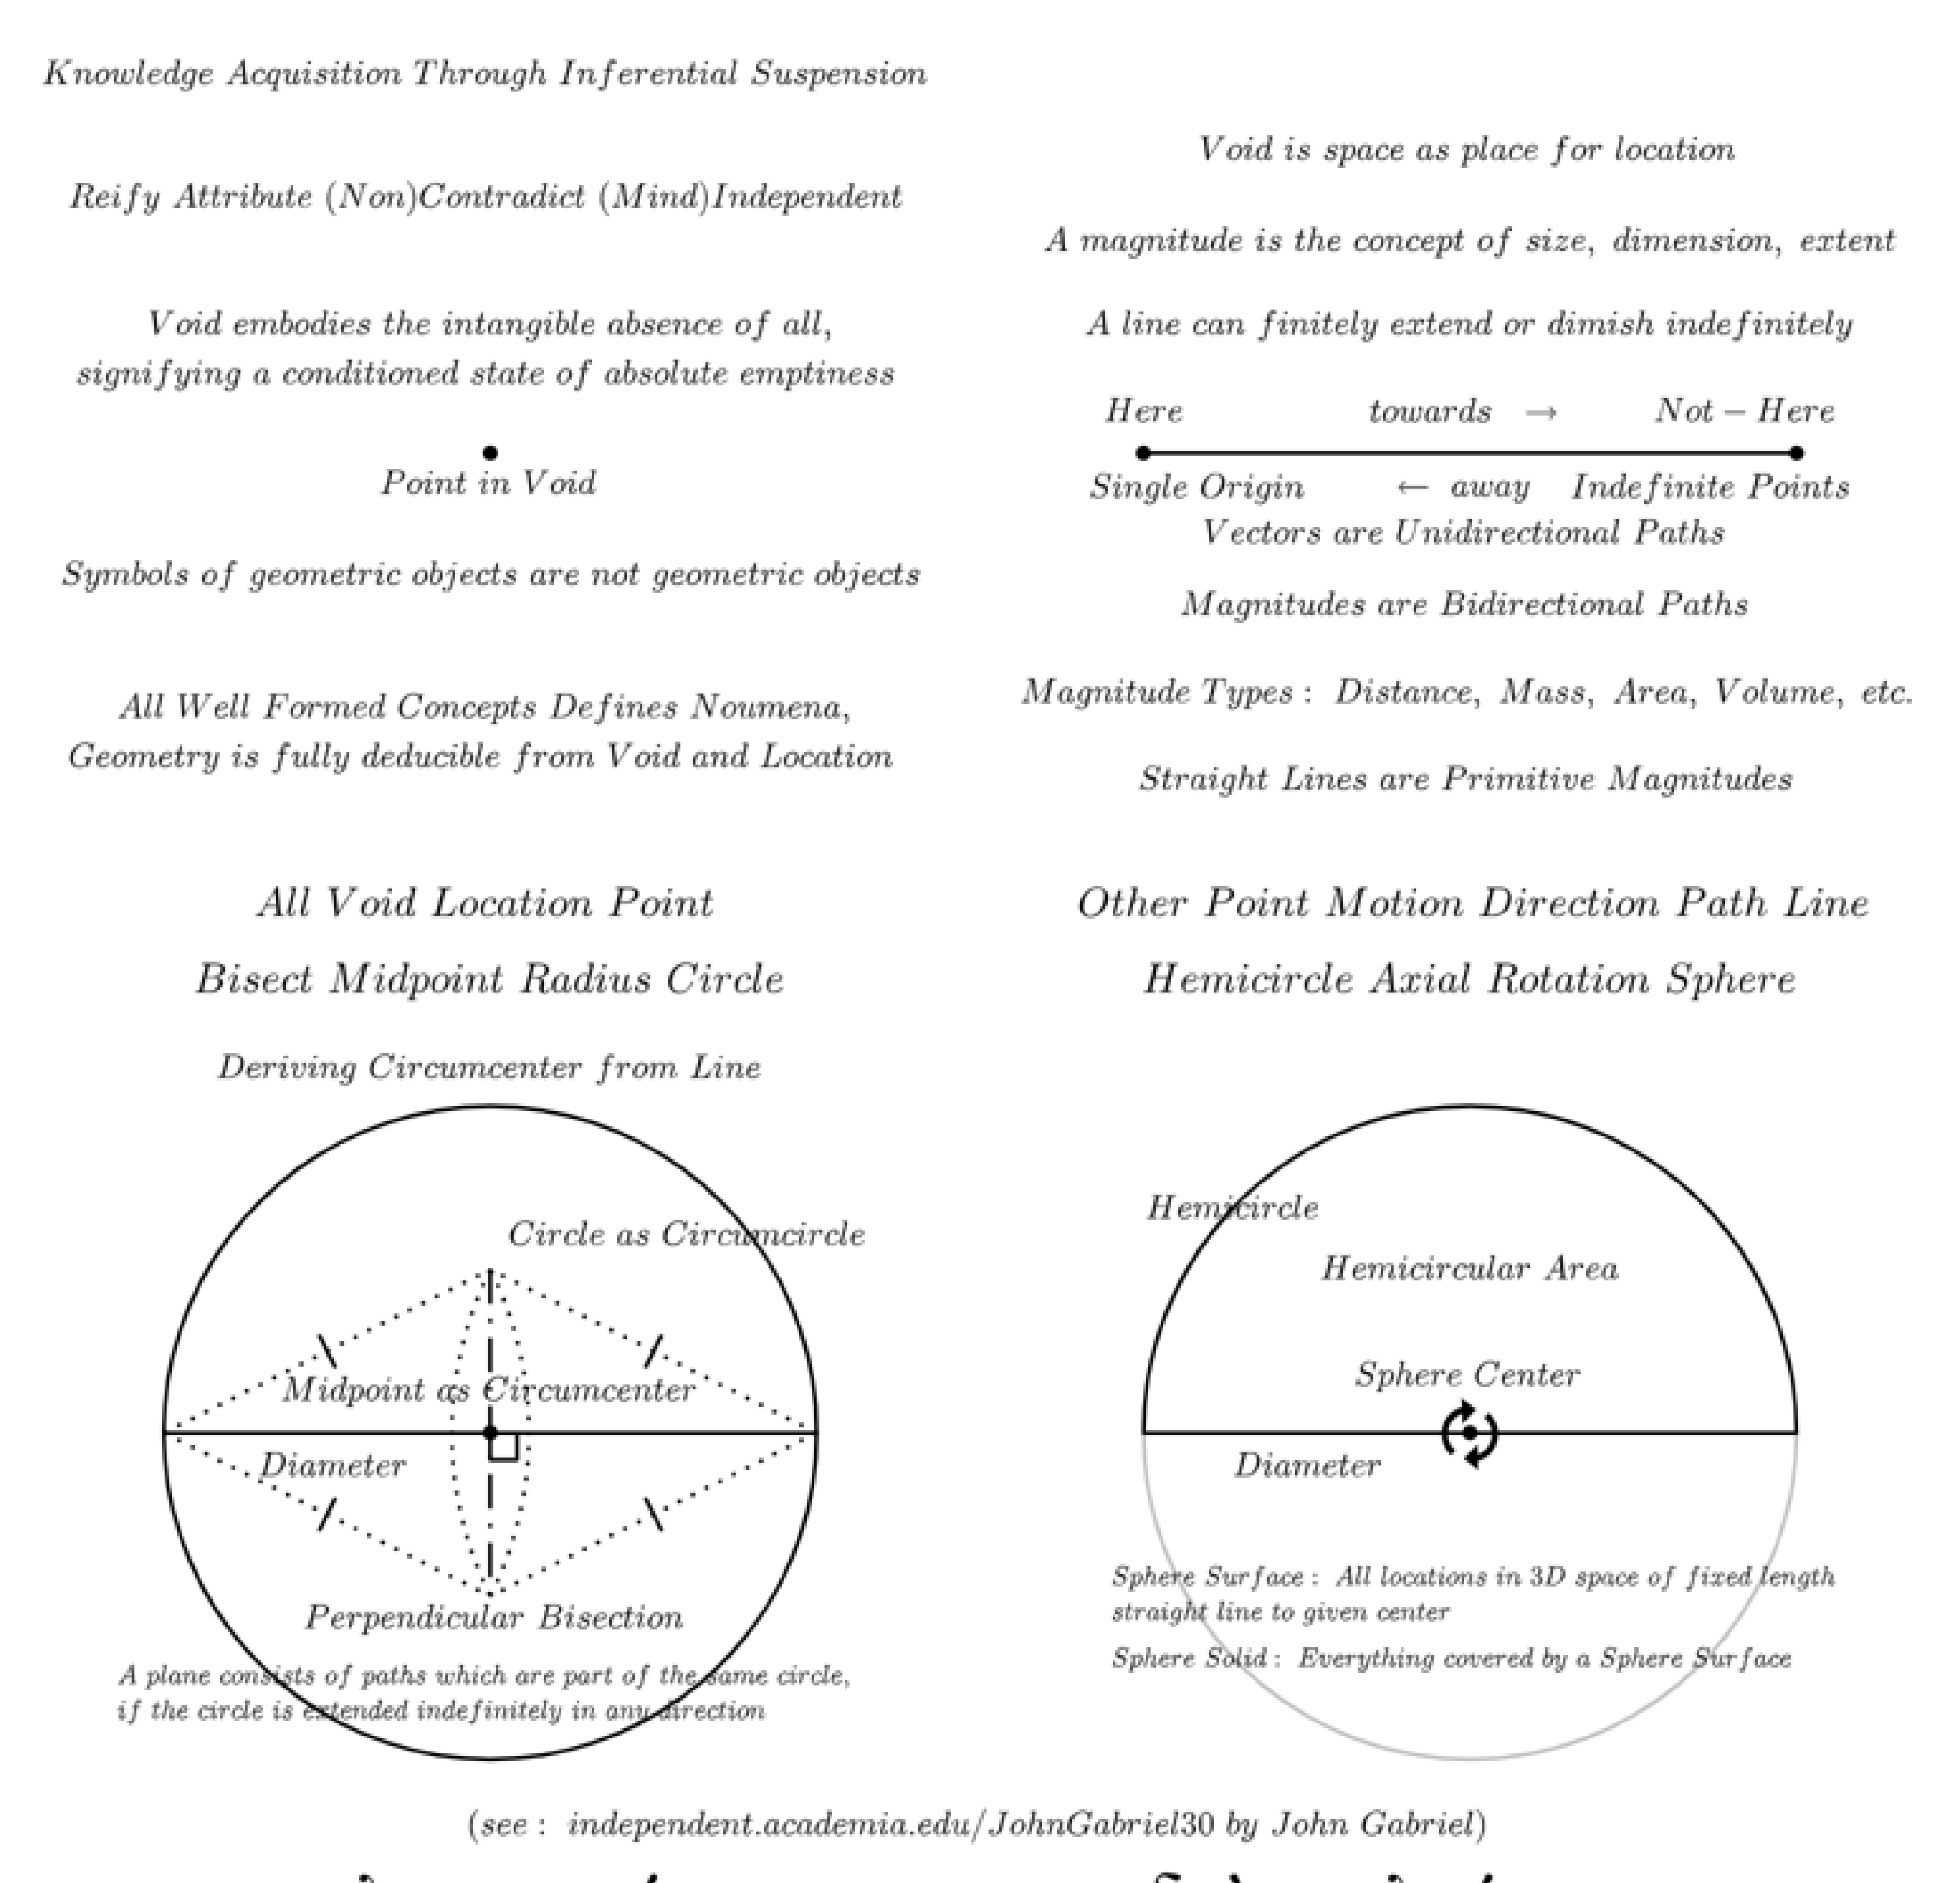 Knowledge Acquisition Through Inferential Suspension
Reify Attribute (Non)Contradict (Mind)Independent
Void embodies the intangible absence of all,
signifying a conditioned state of absolute emptiness
Point in Void
Symbols of geometric objects are not geometric objects
All Well Formed Concepts Defines Noumena,
Geometry is fully deducible from Void and Location
Void is space as place for location
A magnitude is the concept of size, dimension, extent
A line can finitely extend or dimish indefinitely
Here towards → Not – Here
Single Origin ← away Indefinite Points
Vectors are Unidirectional Paths
Magnitudes are Bidirectional Paths
Magnitude Types : Distance, Mass, Area, Volume, etc.
Straight Lines are Primitive Magnitudes
All Void Location Point
Bisect Midpoint Radius Circle
Other Point Motion Direction Path Line
Hemicircle Axial Rotation Sphere
Deriving Circumcenter from Line
Circle as Circumcircle
Midpoint as Circumcenter
Diameter
Perpendicular Bisection
A plane consists of paths which are part of the same circle,
if the circle is extended indefinitely in any direction
Hemicircle
Hemicircular Area
Sphere Center
Diameter
Sphere Surface : All locations in 3D space of fixed length
straight line to given center
Sphere Solid : Everything covered by a Sphere Surface
(see : independent.academia.edu/JohnGabriel30 by John Gabriel)